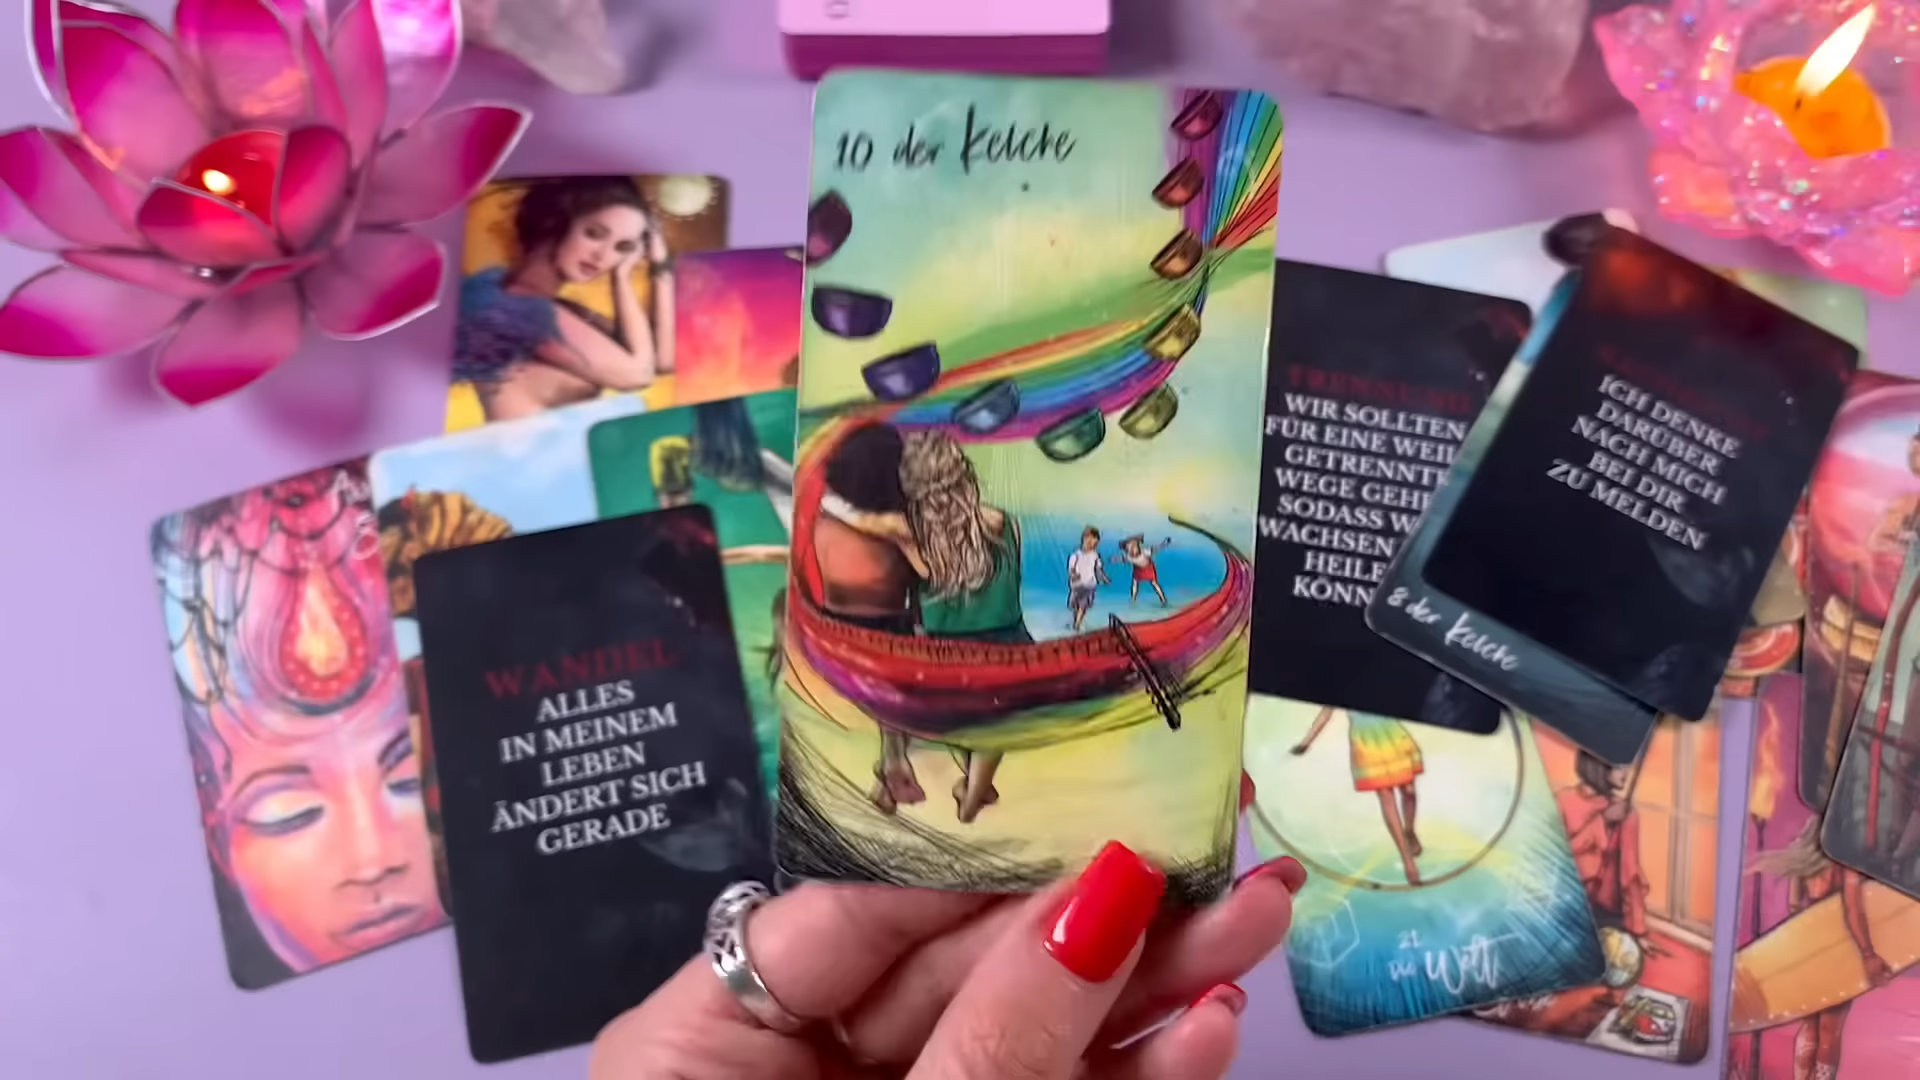 10 der Kelche
WANDEL
ALLES
IN MEINEM
LEBEN
ÄNDERT SICH
GERADE
TRENNUNG
WIR SOLLTEN
FÜR EINE WEIL
GETRENNTE
WEGE GEHE
SODASS W
WACHSEN
HEILE
KÖNN
ICH DENKE
DARÜBER
NACH MICH
BEI DIR
ZU MELDEN
8 der Kelche
21
Die Welt